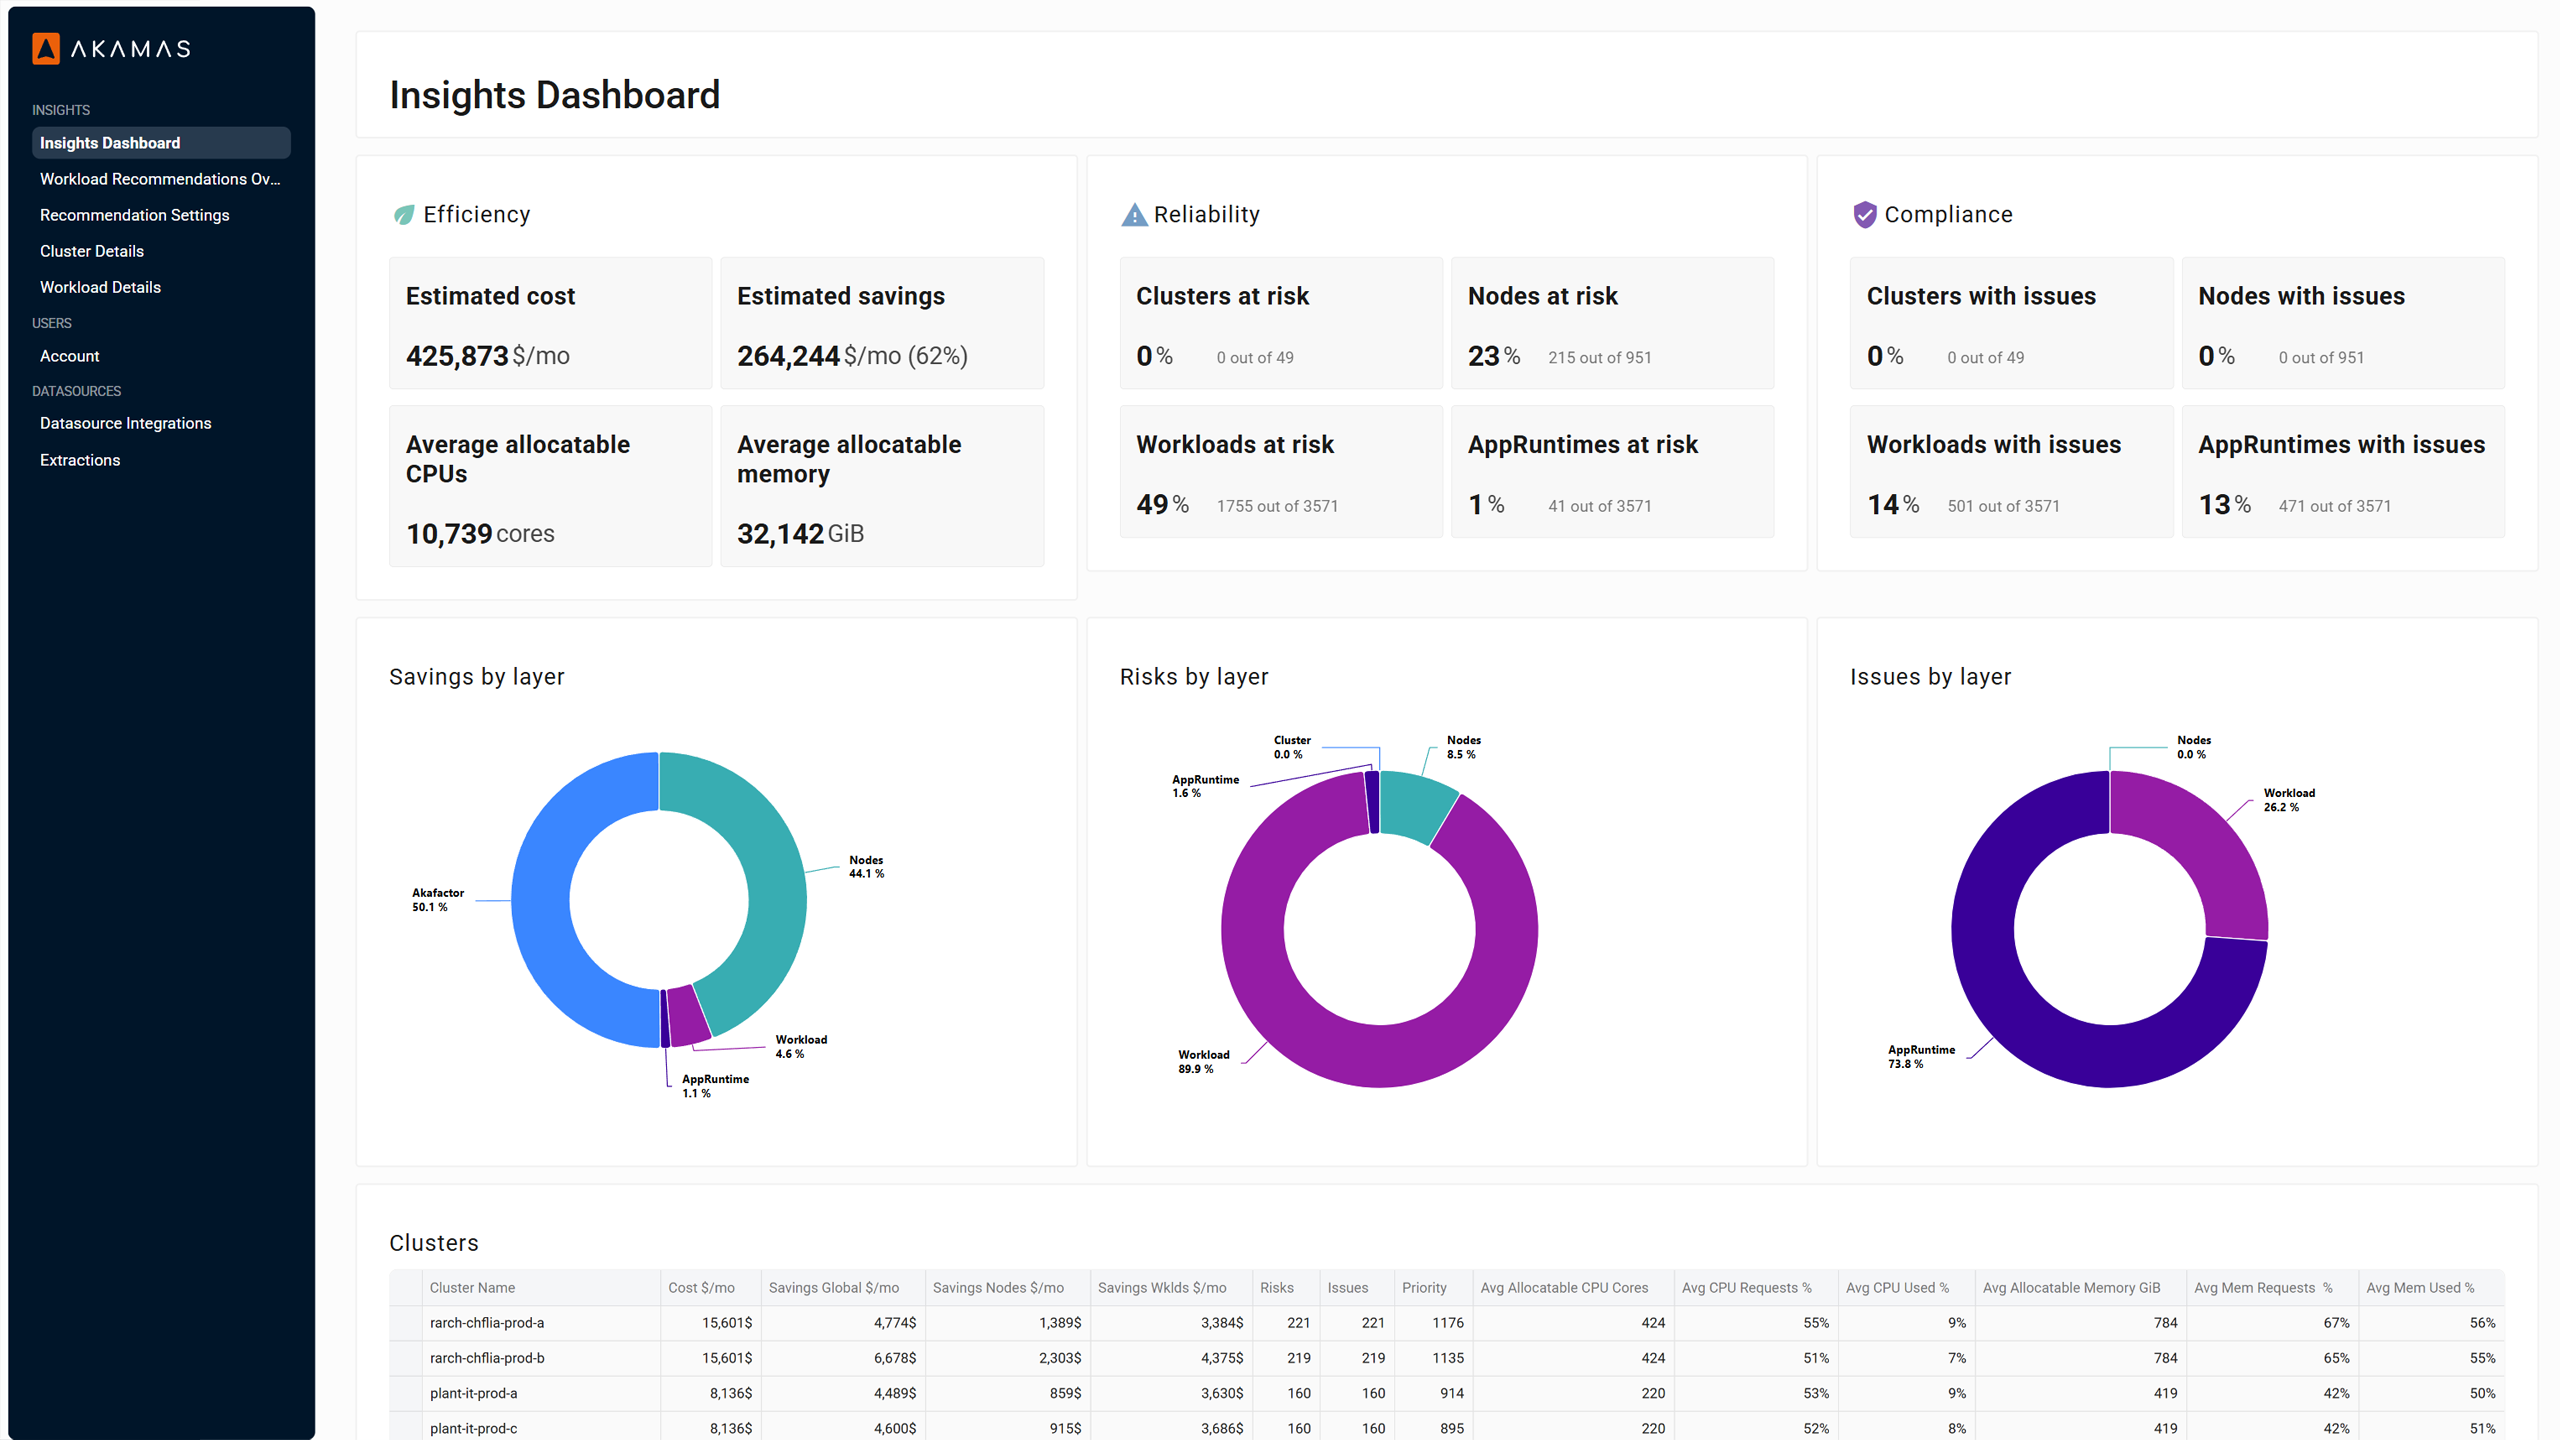 AKAMAS
INSIGHTS
Insights Dashboard
Workload Recommendations Ov...
Recommendation Settings
Cluster Details
Workload Details
USERS
Account
DATASOURCES
Datasource Integrations
Extractions
Insights Dashboard
Efficiency
Estimated cost
425,873 $/mo
Estimated savings
264,244 $/mo (62%)
Average allocatable
CPUs
10,739 cores
Average allocatable
memory
32,142 GiB
Reliability
Clusters at risk
0 % 0 out of 49
Nodes at risk
23 % 215 out of 951
Workloads at risk
49 % 1755 out of 3571
AppRuntimes at risk
1 % 41 out of 3571
Compliance
Clusters with issues
0 % 0 out of 49
Nodes with issues
0 % 0 out of 951
Workloads with issues
14 % 501 out of 3571
AppRuntimes with issues
13 % 471 out of 3571
Savings by layer
Nodes
44.1 %
Akafactor
50.1 %
Workload
4.6 %
AppRuntime
1.1 %
Risks by layer
Cluster
0.0 %
Nodes
8.5 %
AppRuntime
1.6 %
Workload
89.9 %
Issues by layer
Nodes
0.0 %
Workload
26.2 %
AppRuntime
73.8 %
Clusters
Cluster Name Cost $/mo Savings Global $/mo Savings Nodes $/mo Savings Wklds $/mo Risks Issues Priority Avg Allocatable CPU Cores Avg CPU Requests % Avg CPU Used % Avg Allocatable Memory GiB Avg Mem Requests % Avg Mem Used %
rarch-chflia-prod-a 15,601$ 4,774$ 1,389$ 3,384$ 221 221 1176 424 55% 9% 784 67% 56%
rarch-chflia-prod-b 15,601$ 6,678$ 2,303$ 4,375$ 219 219 1135 424 51% 7% 784 65% 55%
plant-it-prod-a 8,136$ 4,489$ 859$ 3,630$ 160 160 914 220 53% 9% 419 42% 50%
plant-it-prod-c 8,136$ 4,600$ 915$ 3,686$ 160 160 895 220 52% 8% 419 42% 51%